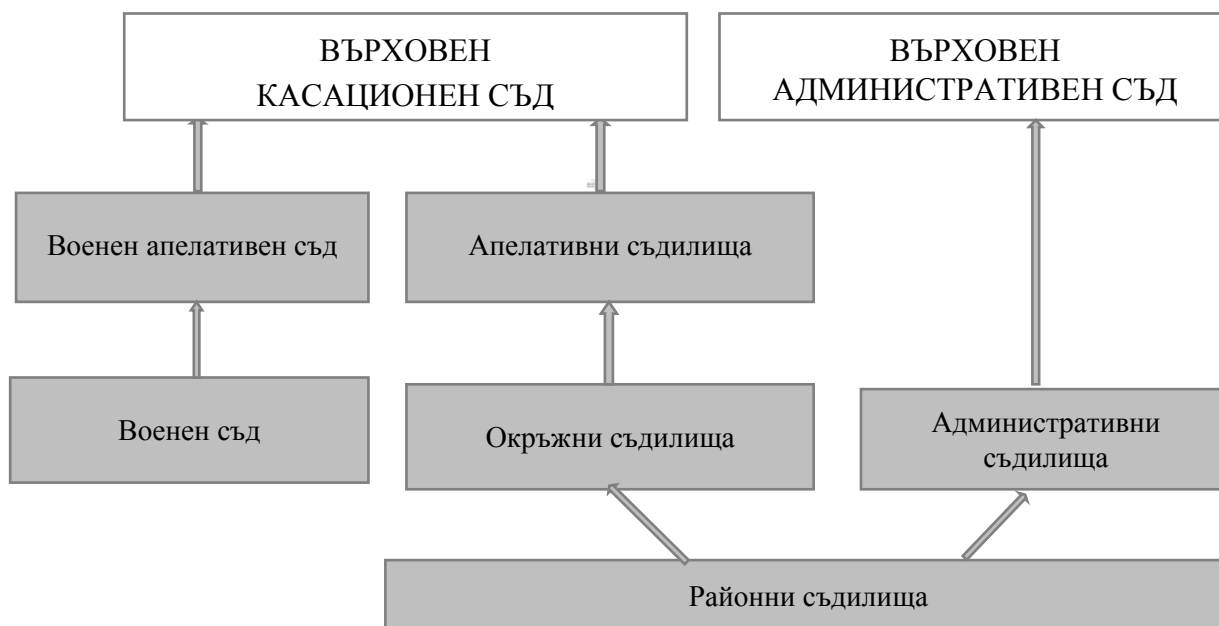 ВЪРХОВЕН
КАСАЦИОНЕН СЪД
ВЪРХОВЕН
АДМИНИСТРАТИВЕН СЪД
Военен апелативен съд
Апелативни съдилища
Военен съд
Окръжни съдилища
Административни
съдилища
Районни съдилища